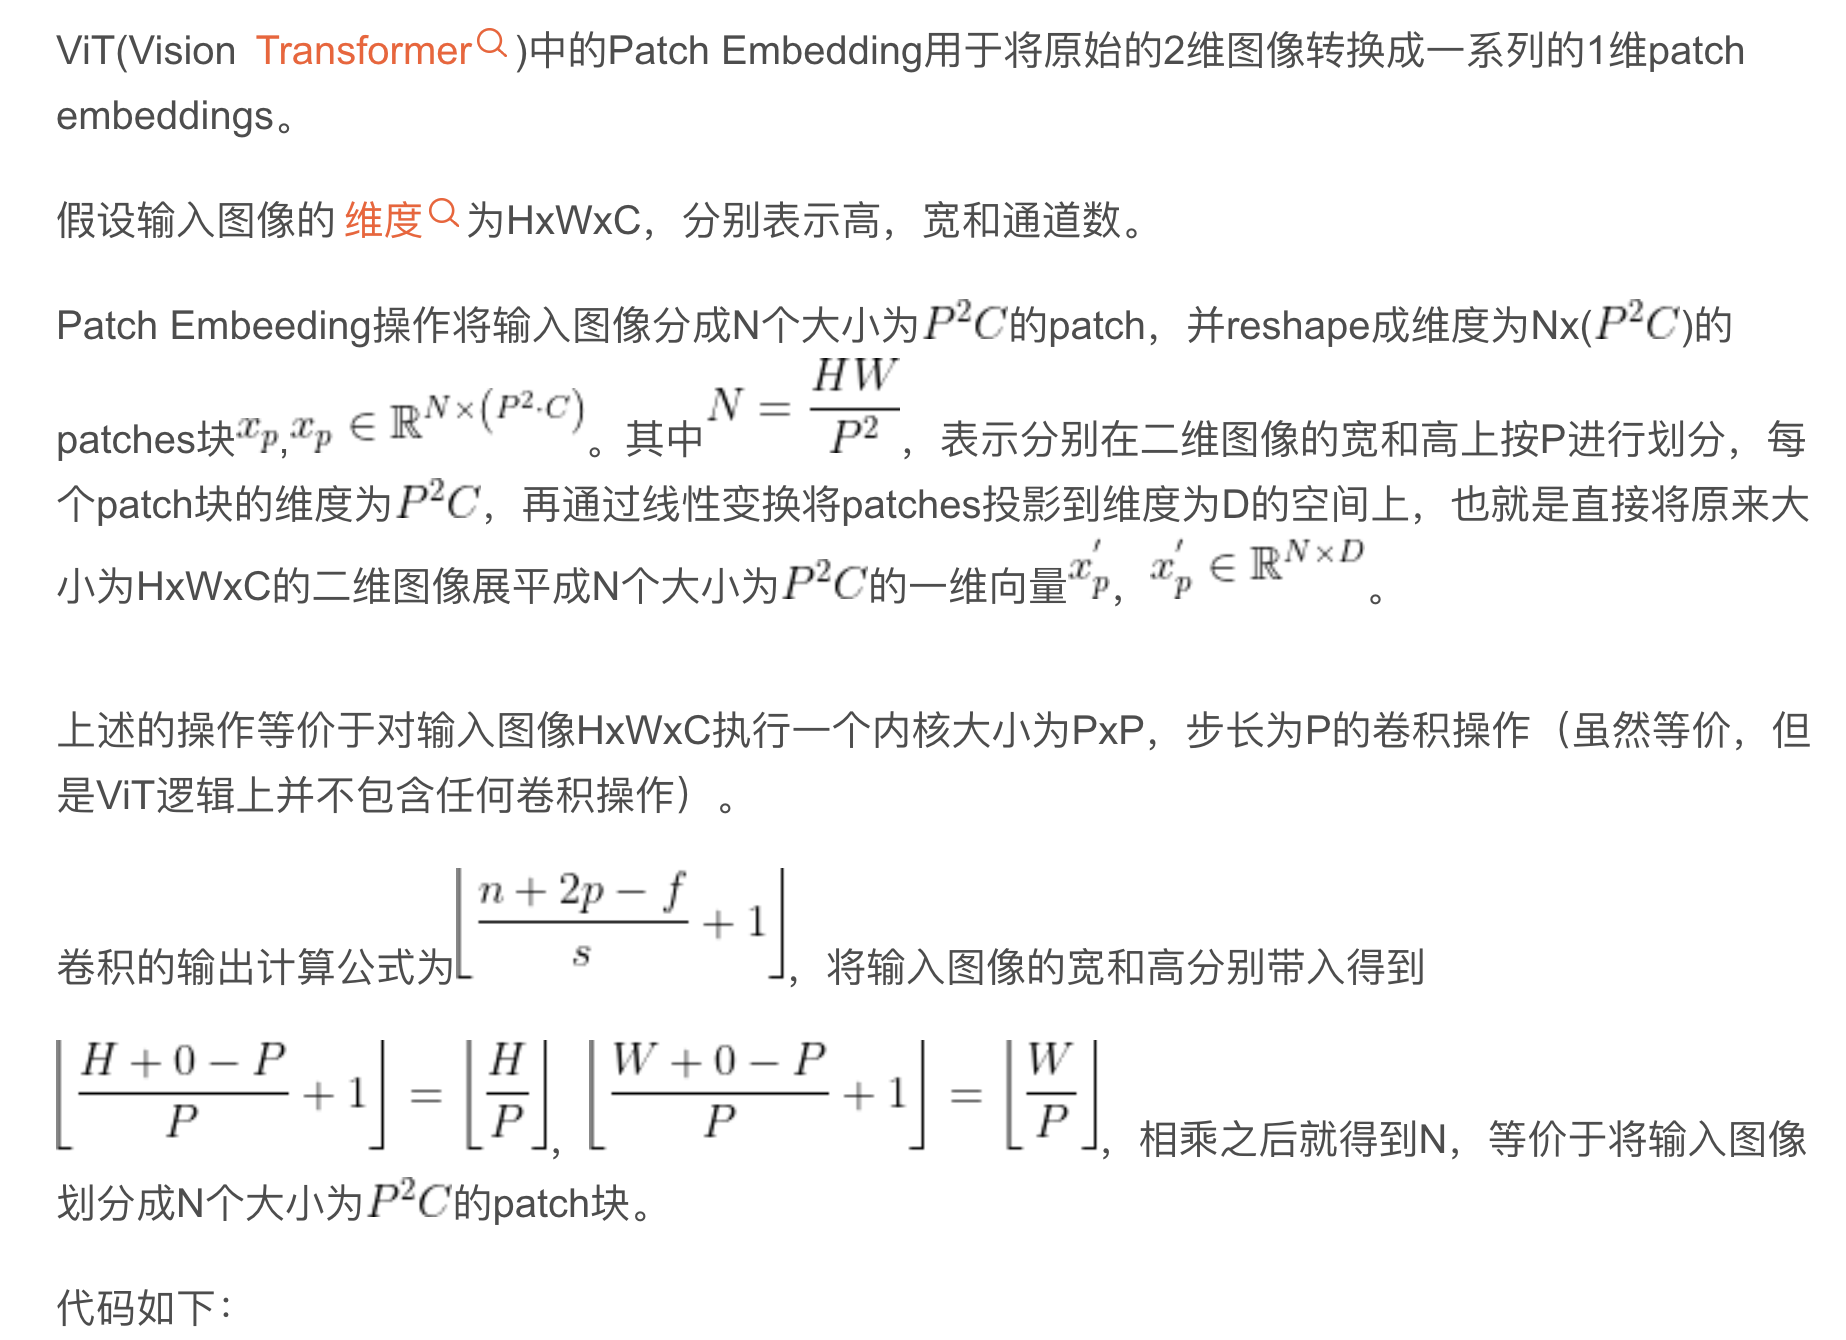 ViT(Vision Transformer)中的Patch Embedding用于将原始的2维图像转换成一系列的1维patch
embeddings。
假设输入图像的 维度为HxWxC，分别表示高，宽和通道数。
Patch Embeeding操作将输入图像分成N个大小为$P^2C$的patch，并reshape成维度为Nx($P^2C$)的
patches块$x_p$,$x_p \in \mathbb{R}^{N \times (P^2 \cdot C)}$。其中$N = \frac{HW}{P^2}$，表示分别在二维图像的宽和高上按P进行划分，每
个patch块的维度为$P^2C$，再通过线性变换将patches投影到维度为D的空间上，也就是直接将原来大
小为HxWxC的二维图像展平成N个大小为$P^2C$的一维向量$x_p'$，$x_p' \in \mathbb{R}^{N \times D}$。
上述的操作等价于对输入图像HxWxC执行一个内核大小为PxP，步长为P的卷积操作（虽然等价，但
是ViT逻辑上并不包含任何卷积操作）。
卷积的输出计算公式为$\left\lfloor \frac{n+2p-f}{s} + 1 \right\rfloor$，将输入图像的宽和高分别带入得到
$\left\lfloor \frac{H+0-P}{P} + 1 \right\rfloor = \left\lfloor \frac{H}{P} \right\rfloor$, $\left\lfloor \frac{W+0-P}{P} + 1 \right\rfloor = \left\lfloor \frac{W}{P} \right\rfloor$，相乘之后就得到N，等价于将输入图像
划分成N个大小为$P^2C$的patch块。
代码如下：